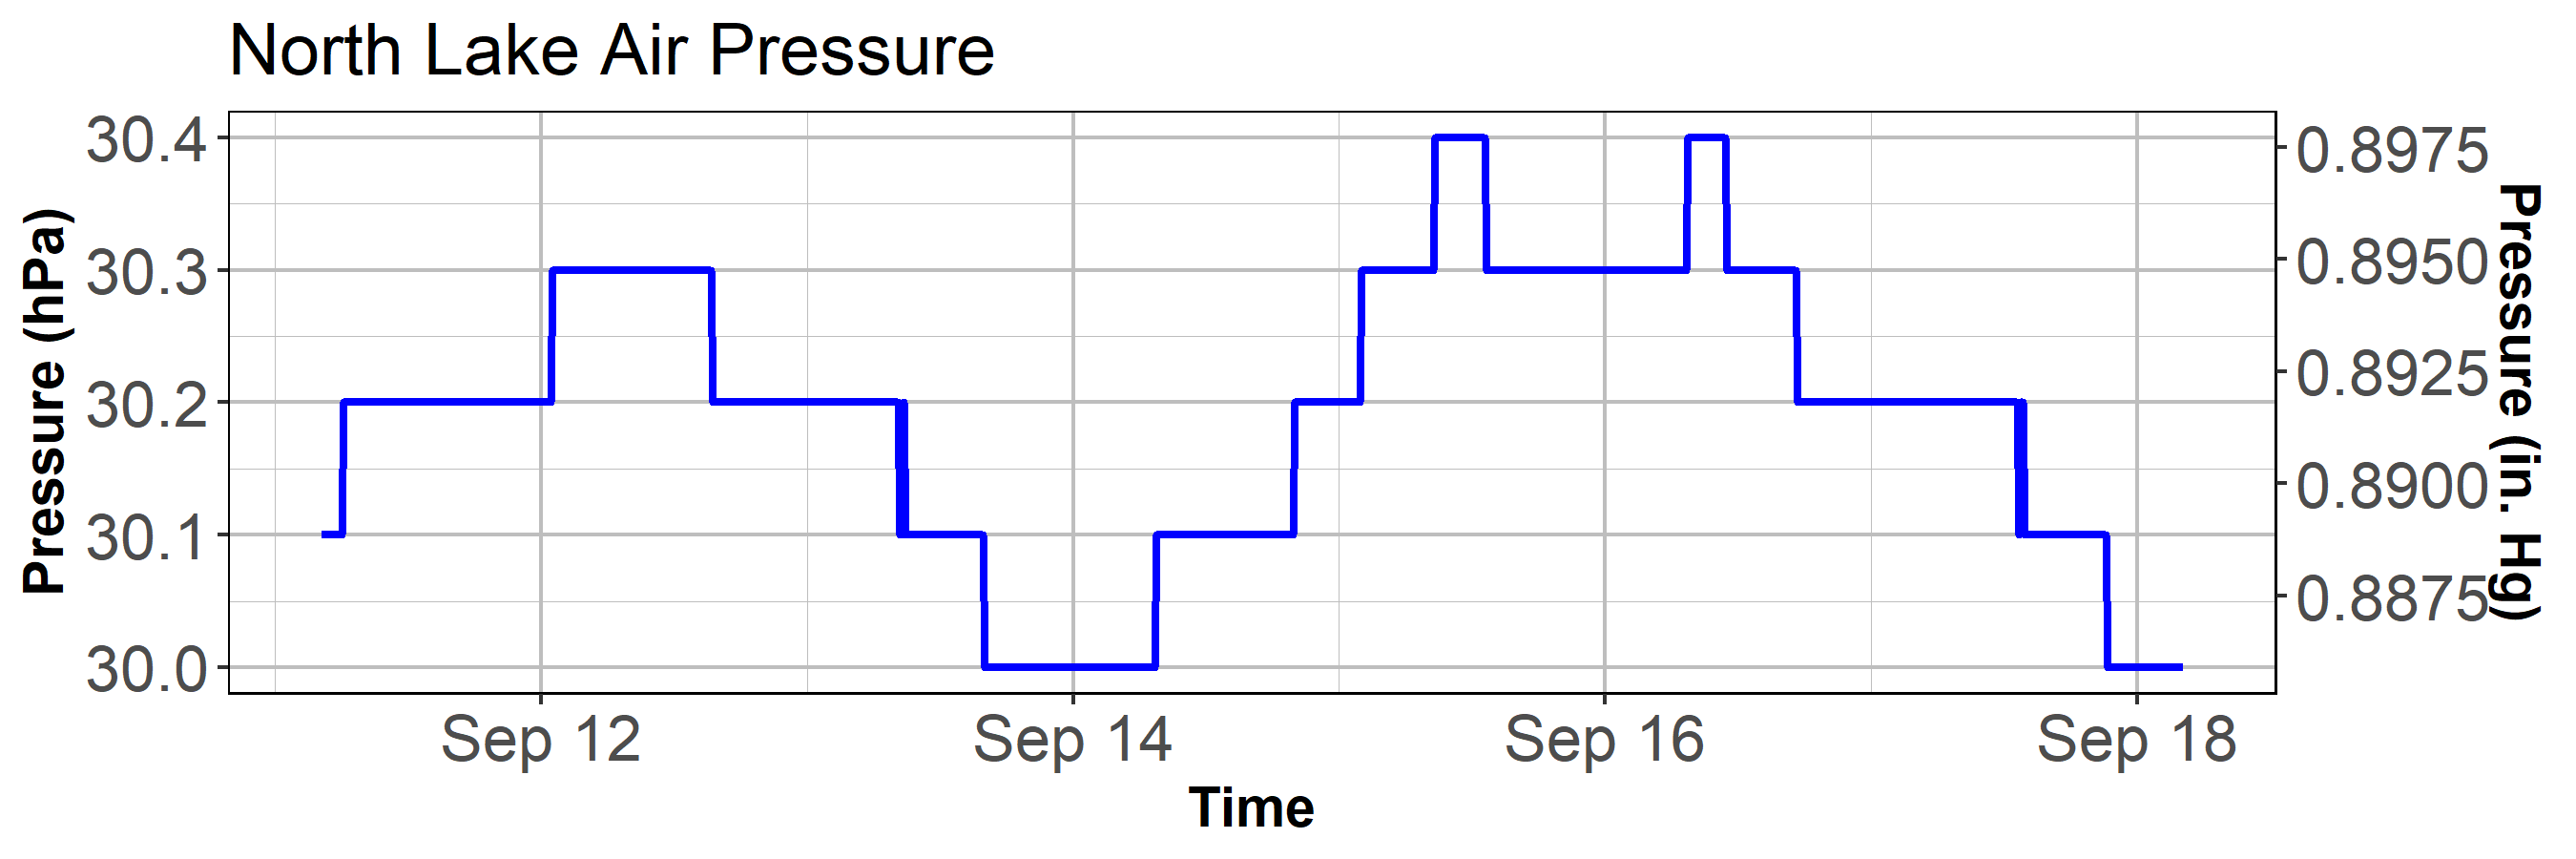 North Lake Air Pressure
Pressure (hPa)
30.4
30.3
30.2
30.1
30.0
0.8975
0.8950
0.8925
0.8900
0.8875
Pressure (in. Hg)
Sep 12
Sep 14
Sep 16
Sep 18
Time